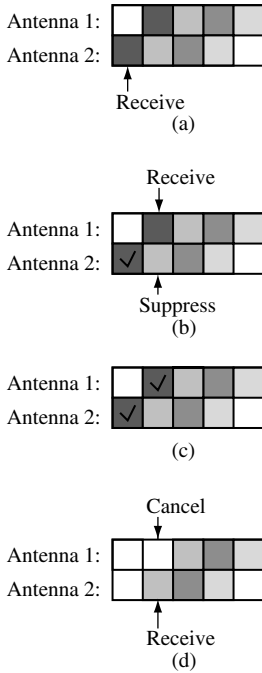 Antenna 1:
Antenna 2:
Receive
(a)
Receive
Antenna 1:
Antenna 2:
Suppress
(b)
Antenna 1:
Antenna 2:
(c)
Cancel
Antenna 1:
Antenna 2:
Receive
(d)